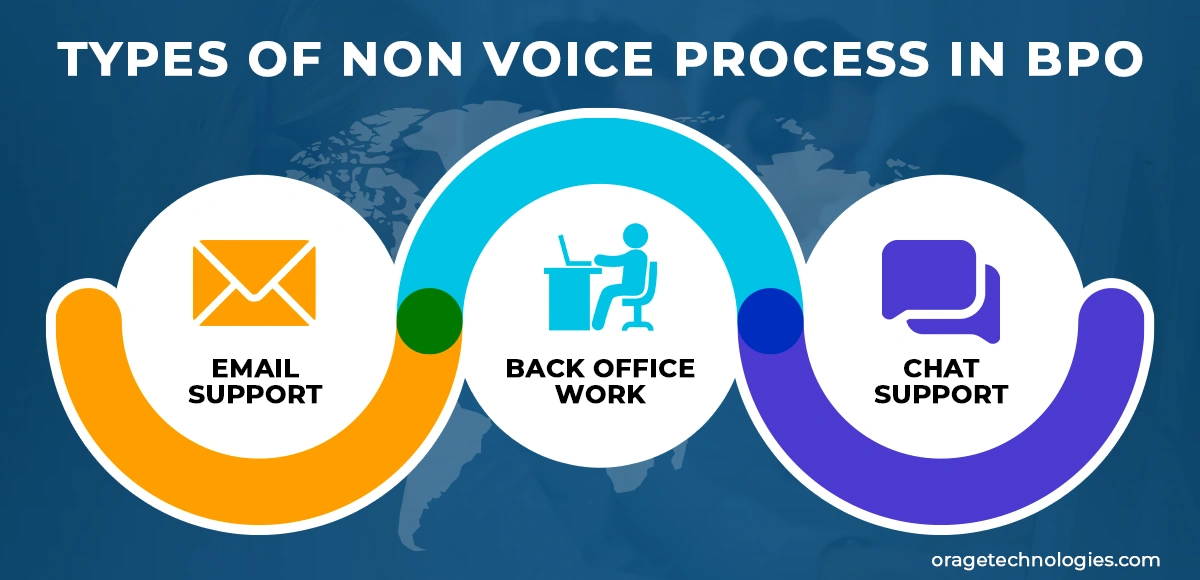 TYPES OF NON VOICE PROCESS IN BPO
EMAIL
SUPPORT
BACK OFFICE
WORK
CHAT
SUPPORT
oragetechnologies.com